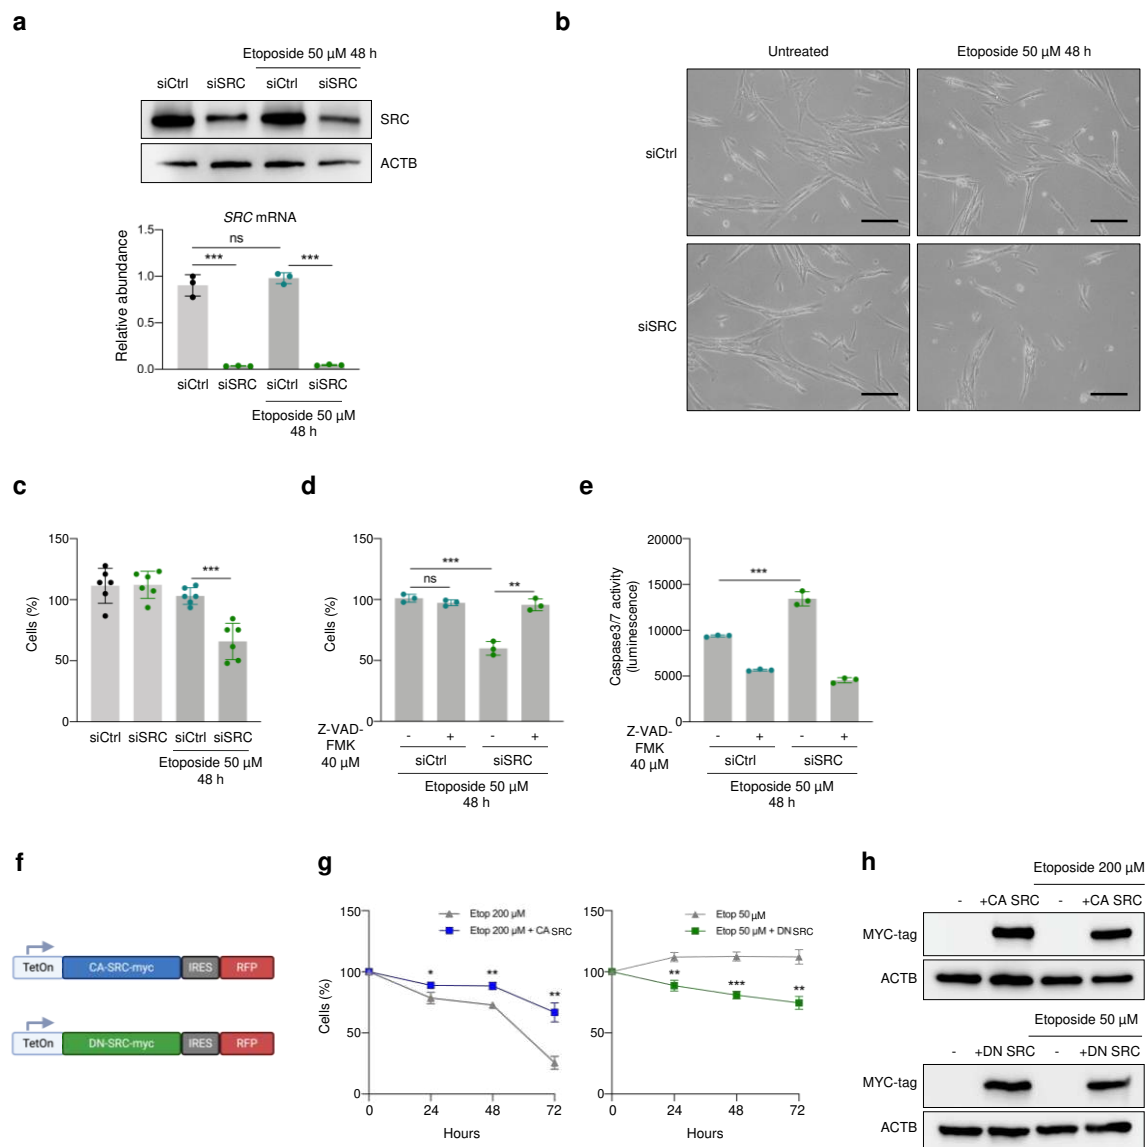 a
Etoposide 50 µM 48 h
siCtrl siSRC siCtrl siSRC
SRC
ACTB
SRC mRNA
Relative abundance
1.5
1.0
0.5
0.0
ns
*** ***
siCtrl siSRC siCtrl siSRC
Etoposide 50 µM
48 h
b
Untreated Etoposide 50 µM 48 h
siCtrl
siSRC
c
Cells (%)
150
100
50
0
***
siCtrl siSRC siCtrl siSRC
Etoposide 50 µM
48 h
d
Cells (%)
150
100
50
0
***
ns **
Z-VAD-
FMK
40 µM
- + - +
siCtrl siSRC
Etoposide 50 µM
48 h
e
Caspase3/7 activity
(luminescence)
20000
15000
10000
5000
0
***
Z-VAD-
FMK
40 µM
- + - +
siCtrl siSRC
Etoposide 50 µM
48 h
f
TetOn CA-SRC-myc IRES RFP
TetOn DN-SRC-myc IRES RFP
g
Cells (%)
150
100
50
0
Etop 200 µM
Etop 200 µM + CA SRC
* ** **
0 24 48 72
Hours
150
100
50
0
Etop 50 µM
Etop 50 µM + DN SRC
** *** **
0 24 48 72
Hours
h
Etoposide 200 µM
- +CA SRC - +CA SRC
MYC-tag
ACTB
Etoposide 50 µM
- +DN SRC - +DN SRC
MYC-tag
ACTB